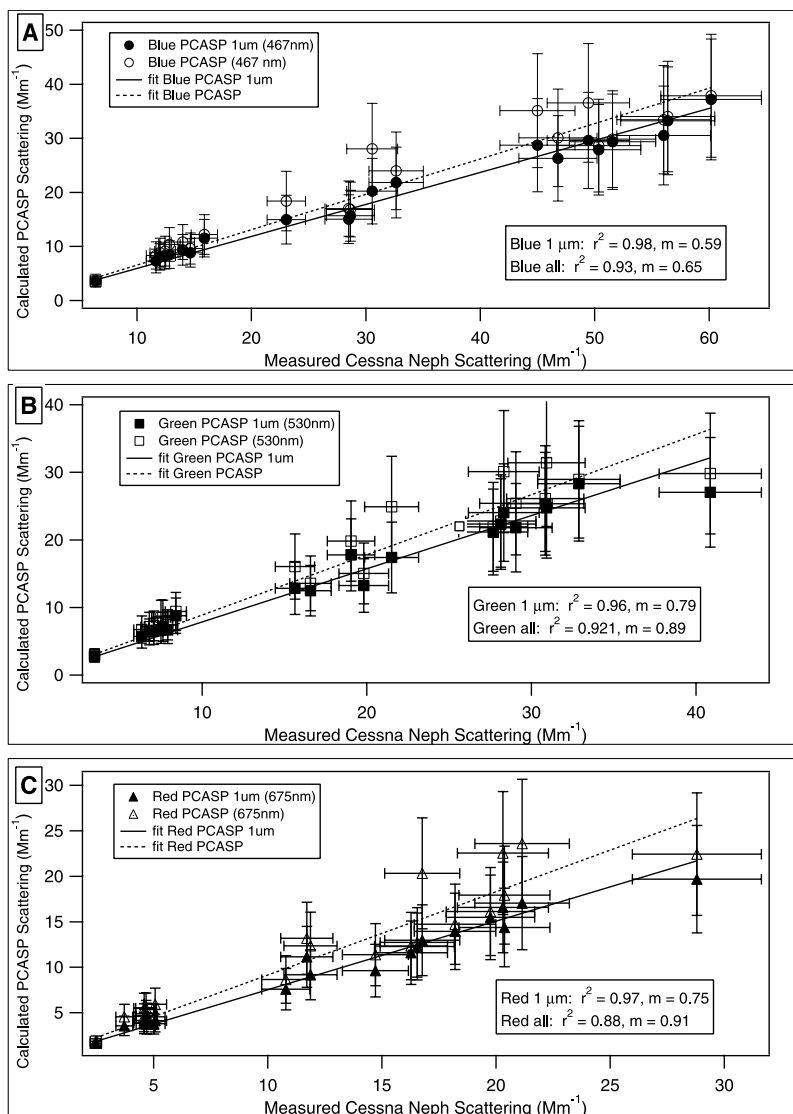 A
Calculated PCASP Scattering (Mm-1)
50
40
30
20
10
0
Blue PCASP 1um (467nm)
Blue PCASP (467 nm)
fit Blue PCASP 1um
fit Blue PCASP
Blue 1 μm: r2 = 0.98, m = 0.59
Blue all: r2 = 0.93, m = 0.65
10 20 30 40 50 60
Measured Cessna Neph Scattering (Mm-1)
B
Calculated PCASP Scattering (Mm-1)
40
30
20
10
0
Green PCASP 1um (530nm)
Green PCASP (530nm)
fit Green PCASP 1um
fit Green PCASP
Green 1 μm: r2 = 0.96, m = 0.79
Green all: r2 = 0.921, m = 0.89
10 20 30 40
Measured Cessna Neph Scattering (Mm-1)
C
Calculated PCASP Scattering (Mm-1)
30
25
20
15
10
5
Red PCASP 1um (675nm)
Red PCASP (675nm)
fit Red PCASP 1um
fit Red PCASP
Red 1 μm: r2 = 0.97, m = 0.75
Red all: r2 = 0.88, m = 0.91
5 10 15 20 25 30
Measured Cessna Neph Scattering (Mm-1)